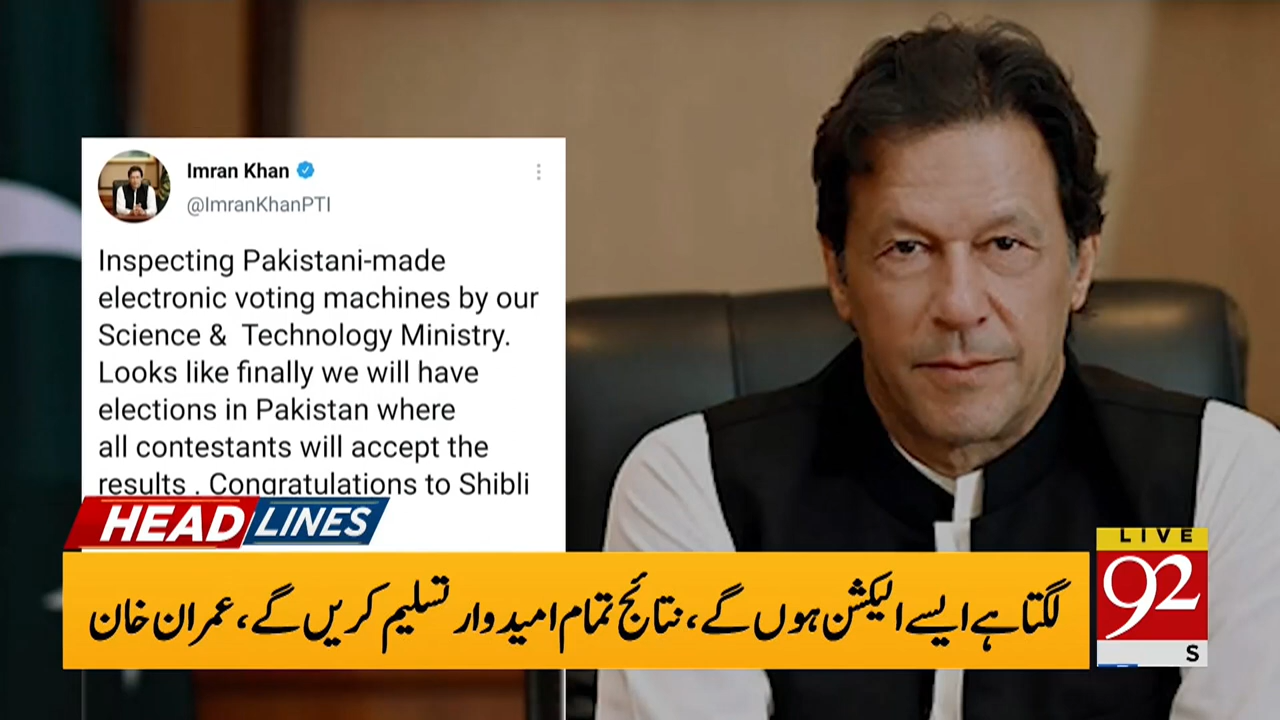 Imran Khan
@ImranKhanPTI
Inspecting Pakistani-made
electronic voting machines by our
Science & Technology Ministry.
Looks like finally we will have
elections in Pakistan where
all contestants will accept the
results . Congratulations to Shibli
HEADLINES
لگتا ہے ایسے الیکشن ہوں گے، نتائج تمام امیدوار تسلیم کریں گے، عمران خان
LIVE
92
S